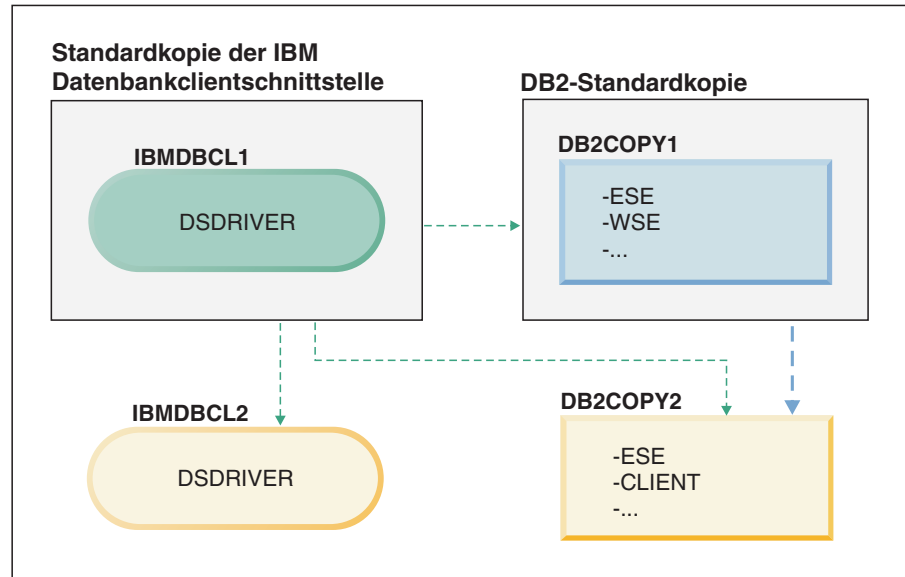 Standardkopie der IBM
Datenbankclientschnittstelle
IBMDBCL1
DSDRIVER
DB2-Standardkopie
DB2COPY1
-ESE
-WSE
-...
IBMDBCL2
DSDRIVER
DB2COPY2
-ESE
-CLIENT
-...